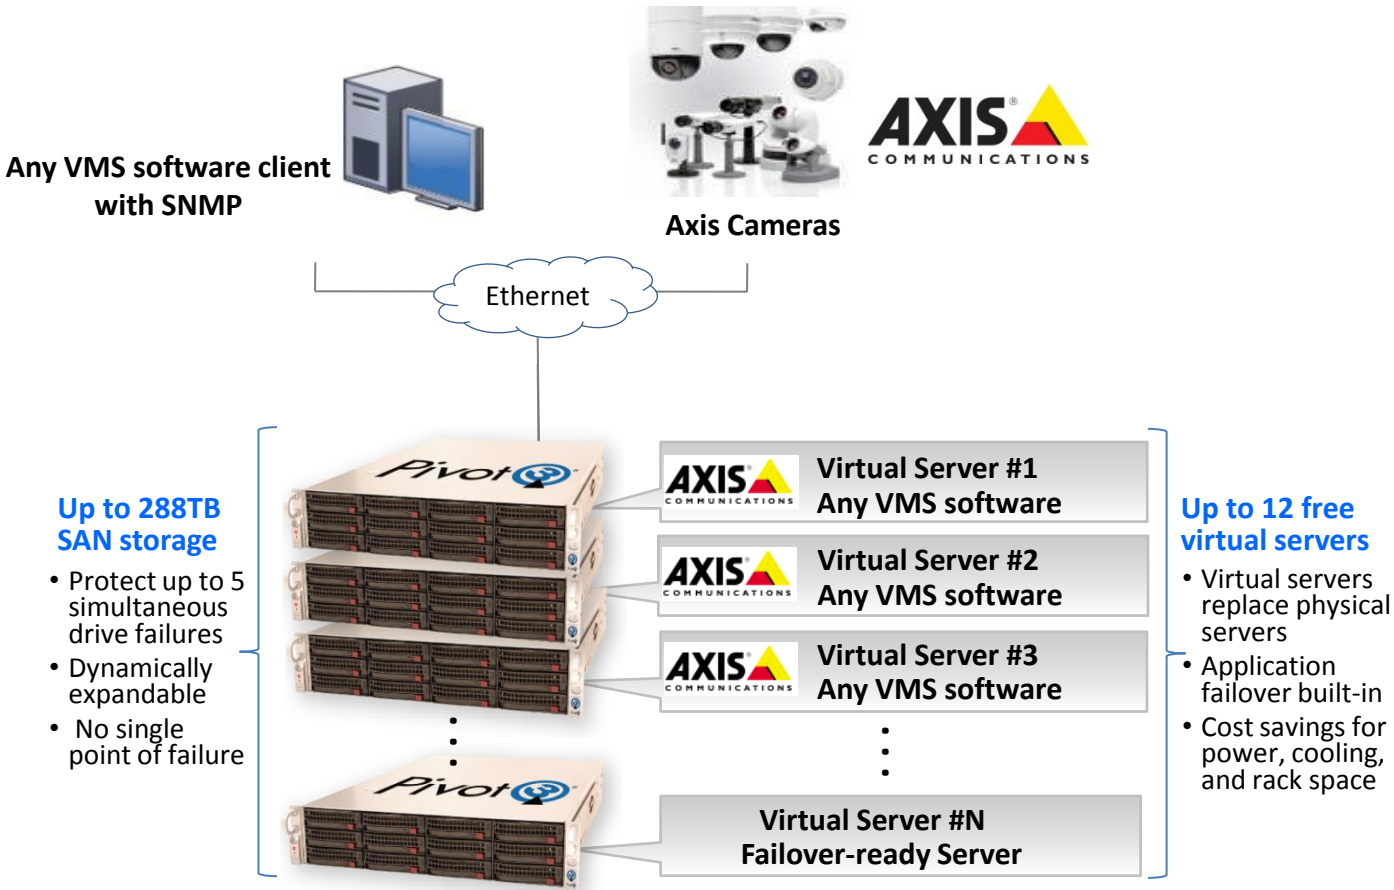 Any VMS software client
with SNMP
AXIS
COMMUNICATIONS
Axis Cameras
Ethernet
Pivot3
Up to 288TB
SAN storage
• Protect up to 5
simultaneous
drive failures
• Dynamically
expandable
• No single
point of failure
AXIS
COMMUNICATIONS
Virtual Server #1
Any VMS software
AXIS
COMMUNICATIONS
Virtual Server #2
Any VMS software
AXIS
COMMUNICATIONS
Virtual Server #3
Any VMS software
Pivot3
Virtual Server #N
Failover-ready Server
Up to 12 free
virtual servers
• Virtual servers
replace physical
servers
• Application
failover built-in
• Cost savings for
power, cooling,
and rack space